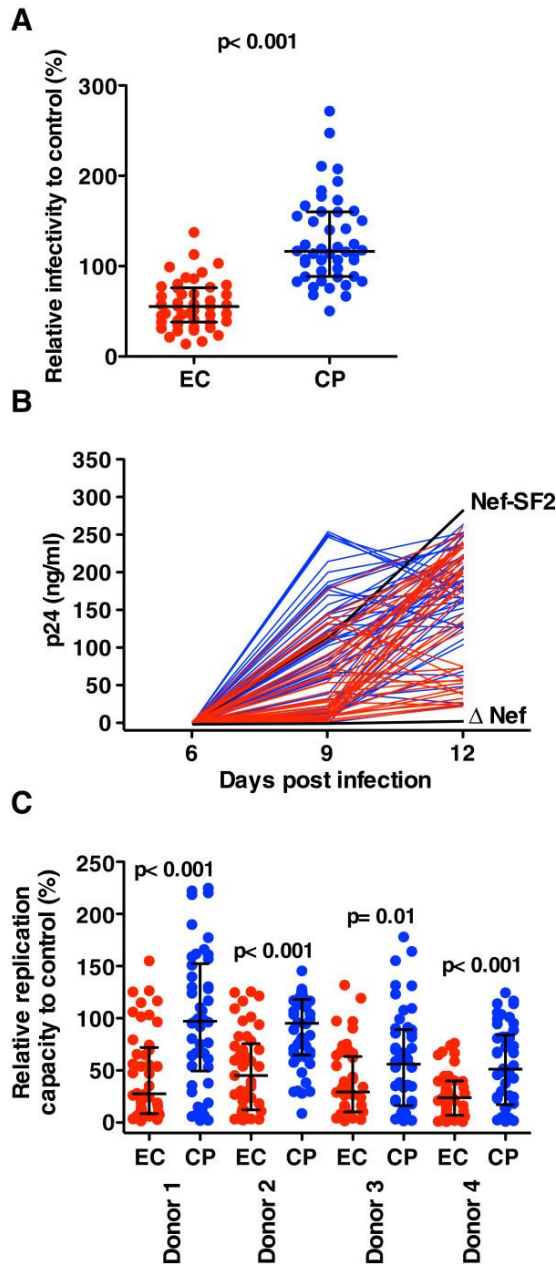 A
p< 0.001
Relative infectivity to control (%)
300
200
100
0
EC CP
B
p24 (ng/ml)
350
300
250
200
150
100
50
0
Nef-SF2
Δ Nef
6 9 12
Days post infection
C
Relative replication
capacity to control (%)
250
200
150
100
50
0
p< 0.001
p< 0.001
p= 0.01
p< 0.001
EC CP EC CP EC CP EC CP
Donor 1
Donor 2
Donor 3
Donor 4